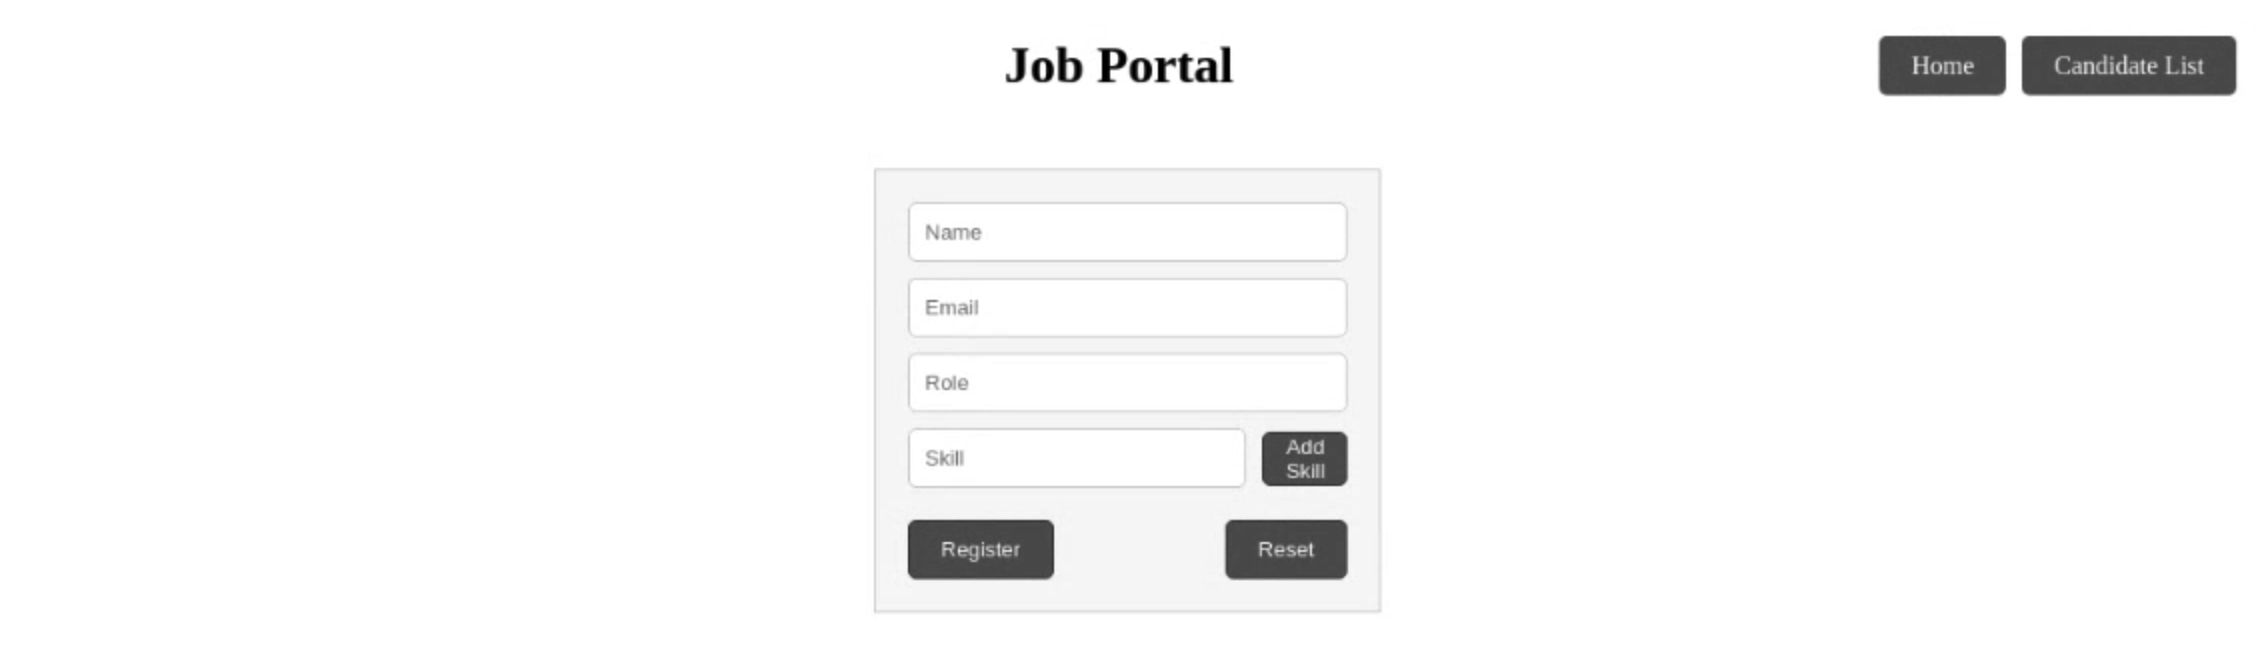 Job Portal
Home
Candidate List
Name
Email
Role
Skill
Add
Skill
Register
Reset